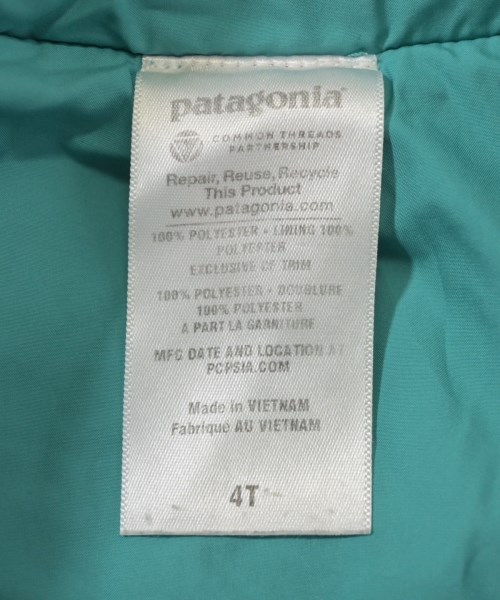 patagonia®
COMMON THREADS
PARTNERSHIP
Repair, Reuse, Recycle
This Product
www.patagonia.com
100% POLYESTER • LINING 100%
POLYESTER
EXCLUSIVE OF TRIM
100% POLYESTER • DOUBLURE
100% POLYESTER
A PART LA GARNITURE
MFG DATE AND LOCATION AT
PCPSIA.COM
Made in VIETNAM
Fabriqué AU VIETNAM
4T